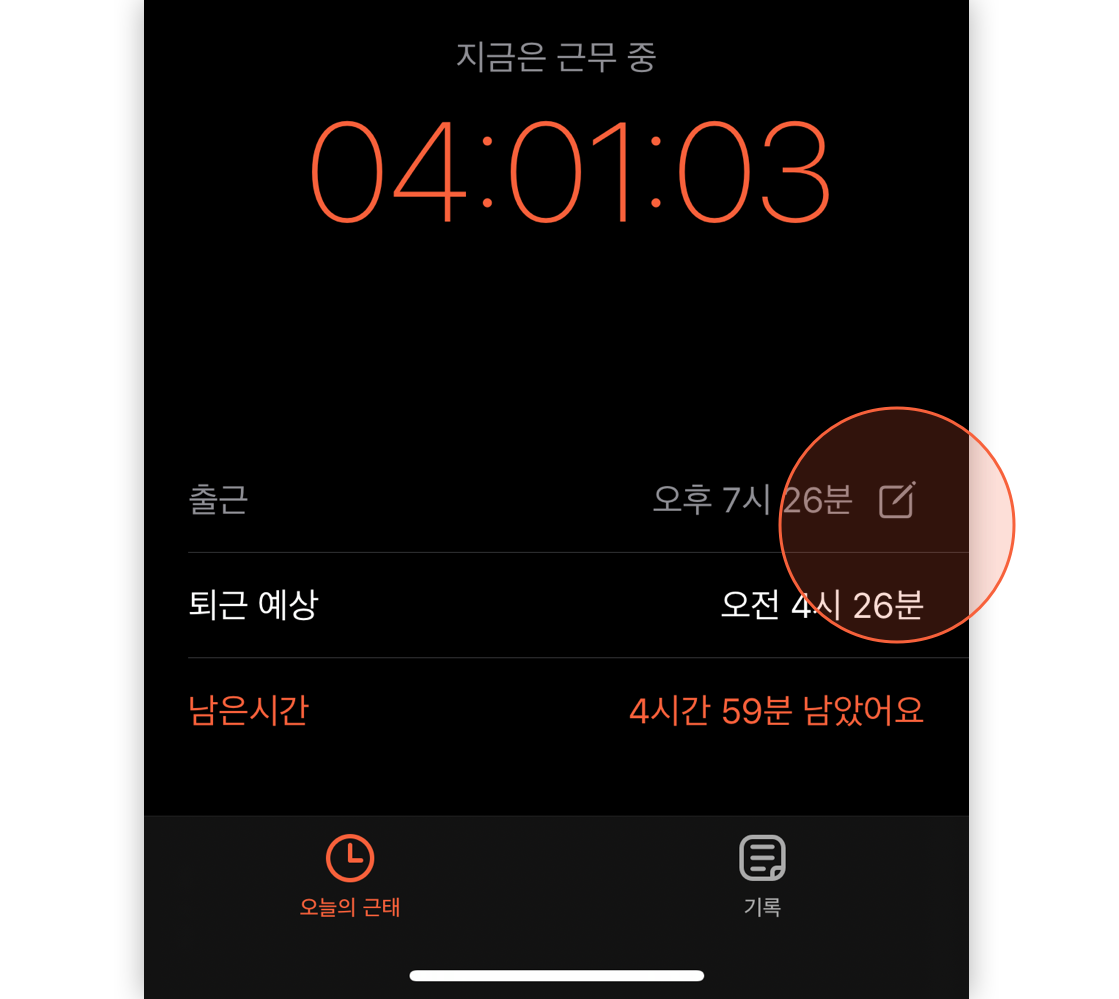 지금은 근무 중
04:01:03
출근 오후 7시 26분
퇴근 예상 오전 4시 26분
남은시간 4시간 59분 남았어요
오늘의 근태 기록